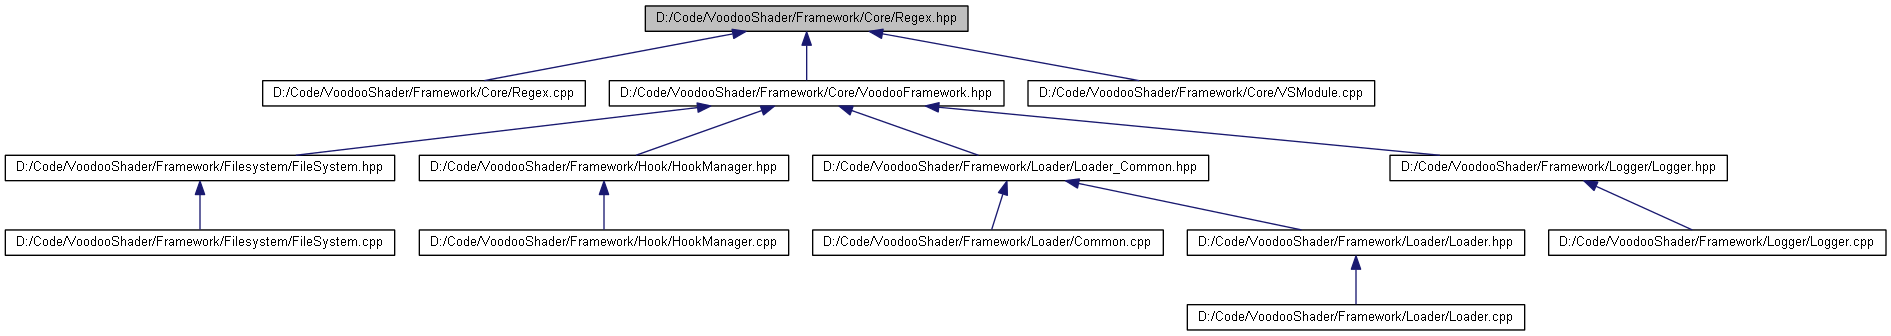 D:/Code/VoodooShader/Framework/Core/Regex.hpp
D:/Code/VoodooShader/Framework/Core/Regex.cpp
D:/Code/VoodooShader/Framework/Core/VoodooFramework.hpp
D:/Code/VoodooShader/Framework/Core/VSModule.cpp
D:/Code/VoodooShader/Framework/Filesystem/FileSystem.hpp
D:/Code/VoodooShader/Framework/Hook/HookManager.hpp
D:/Code/VoodooShader/Framework/Loader/Loader_Common.hpp
D:/Code/VoodooShader/Framework/Logger/Logger.hpp
D:/Code/VoodooShader/Framework/Filesystem/FileSystem.cpp
D:/Code/VoodooShader/Framework/Hook/HookManager.cpp
D:/Code/VoodooShader/Framework/Loader/Common.cpp
D:/Code/VoodooShader/Framework/Loader/Loader.hpp
D:/Code/VoodooShader/Framework/Logger/Logger.cpp
D:/Code/VoodooShader/Framework/Loader/Loader.cpp